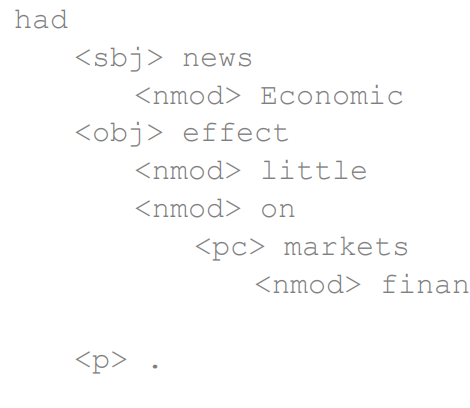 had
<sbj> news
<nmod> Economic
<obj> effect
<nmod> little
<nmod> on
<pc> markets
<nmod> finan
<p> .